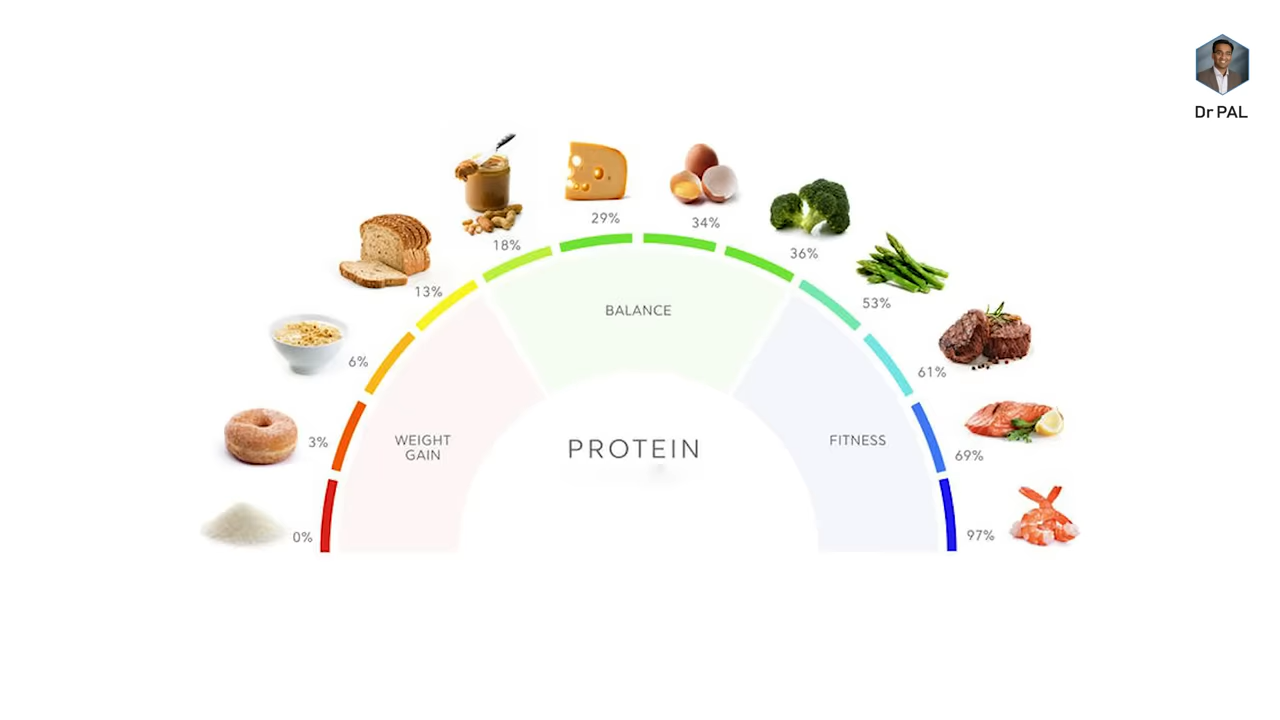 Dr PAL
29%
34%
18%
36%
13%
53%
BALANCE
6%
61%
3%
WEIGHT
GAIN
PROTEIN
FITNESS
69%
0%
97%